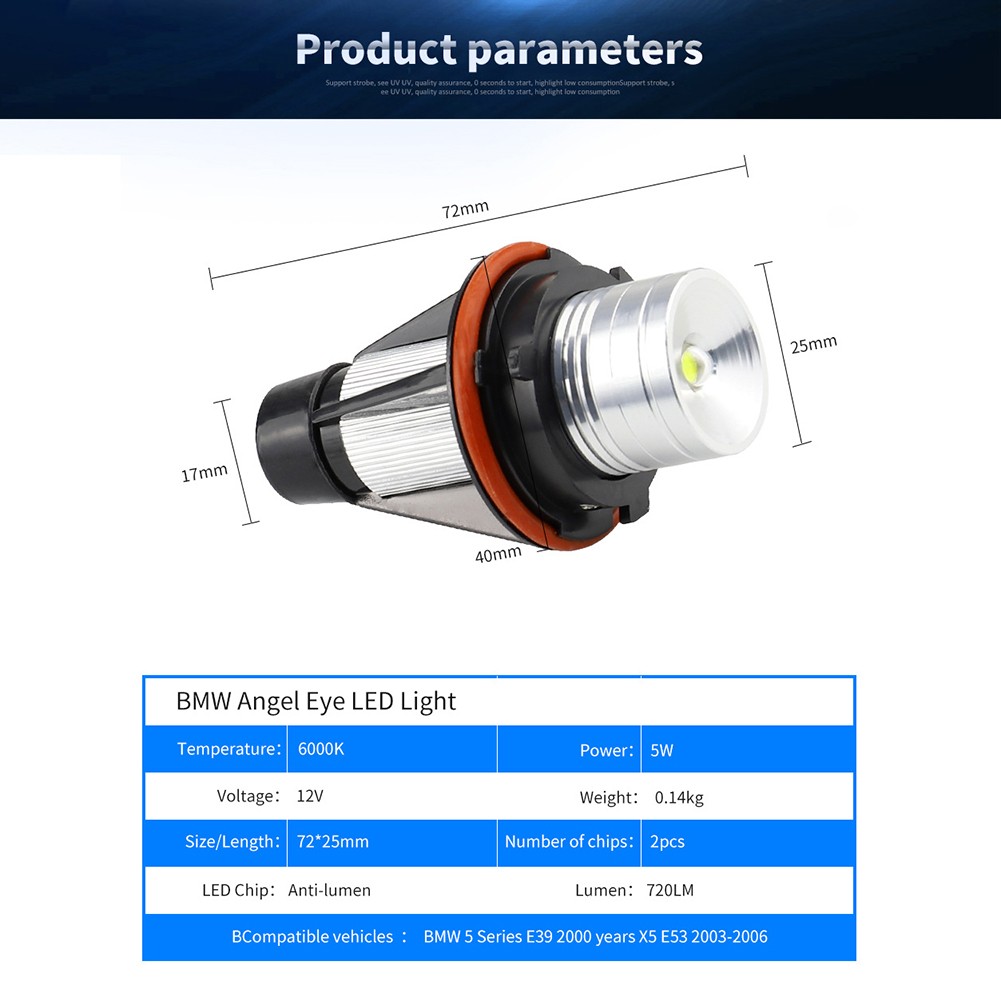 Product parameters
Support strobe, see UV UV, quality assurance, 0 seconds to start, highlight low consumptionSupport strobe, s
ee UV UV, quality assurance, 0 seconds to start, highlight low consumption
72mm
25mm
17mm
40mm
BMW Angel Eye LED Light
Temperature: 6000K Power: 5W
Voltage: 12V Weight: 0.14kg
Size/Length: 72*25mm Number of chips: 2pcs
LED Chip: Anti-lumen Lumen: 720LM
BCompatible vehicles : BMW 5 Series E39 2000 years X5 E53 2003-2006